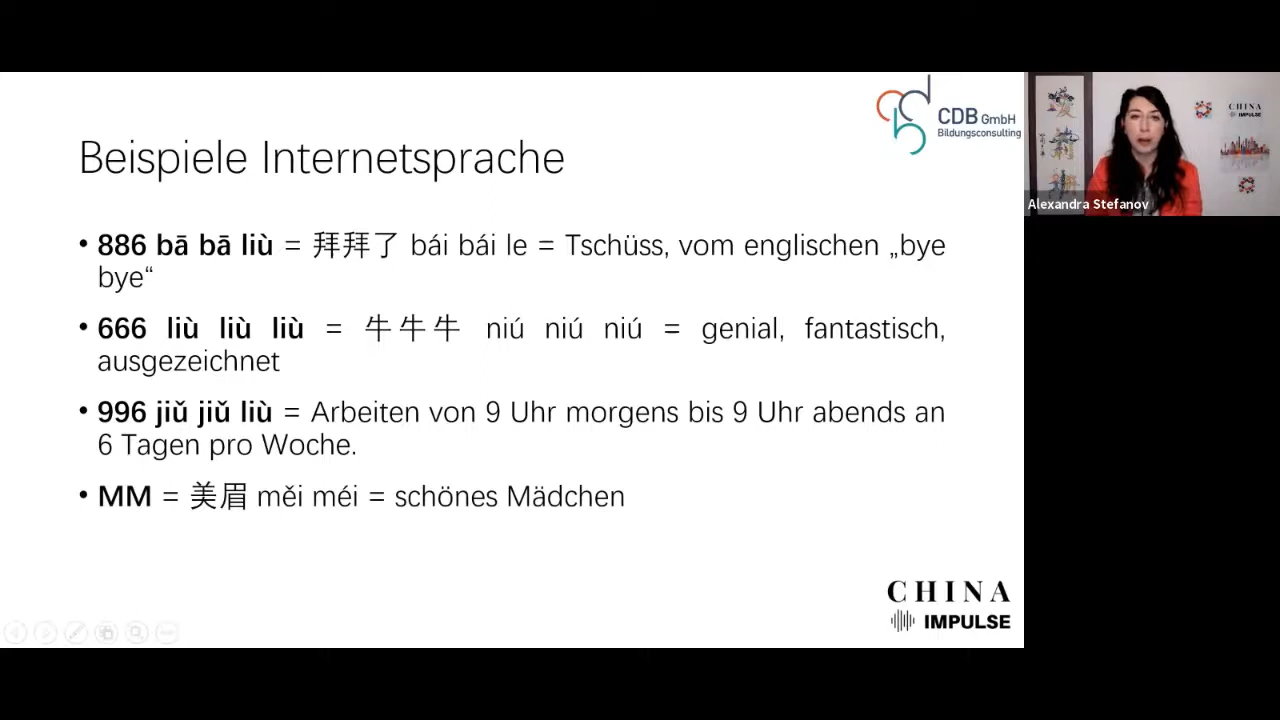 CDB GmbH
Bildungsconsulting
Beispiele Internetsprache
• 886 bā bā liù = 拜拜了 bái bái le = Tschüss, vom englischen „bye
bye“
• 666 liù liù liù = 牛牛牛 niú niú niú = genial, fantastisch,
ausgezeichnet
• 996 jiǔ jiǔ liù = Arbeiten von 9 Uhr morgens bis 9 Uhr abends an
6 Tagen pro Woche.
• MM = 美眉 měi méi = schönes Mädchen
CHINA
IMPULSE
CHINA
IMPULSE
Alexandra Stefanov